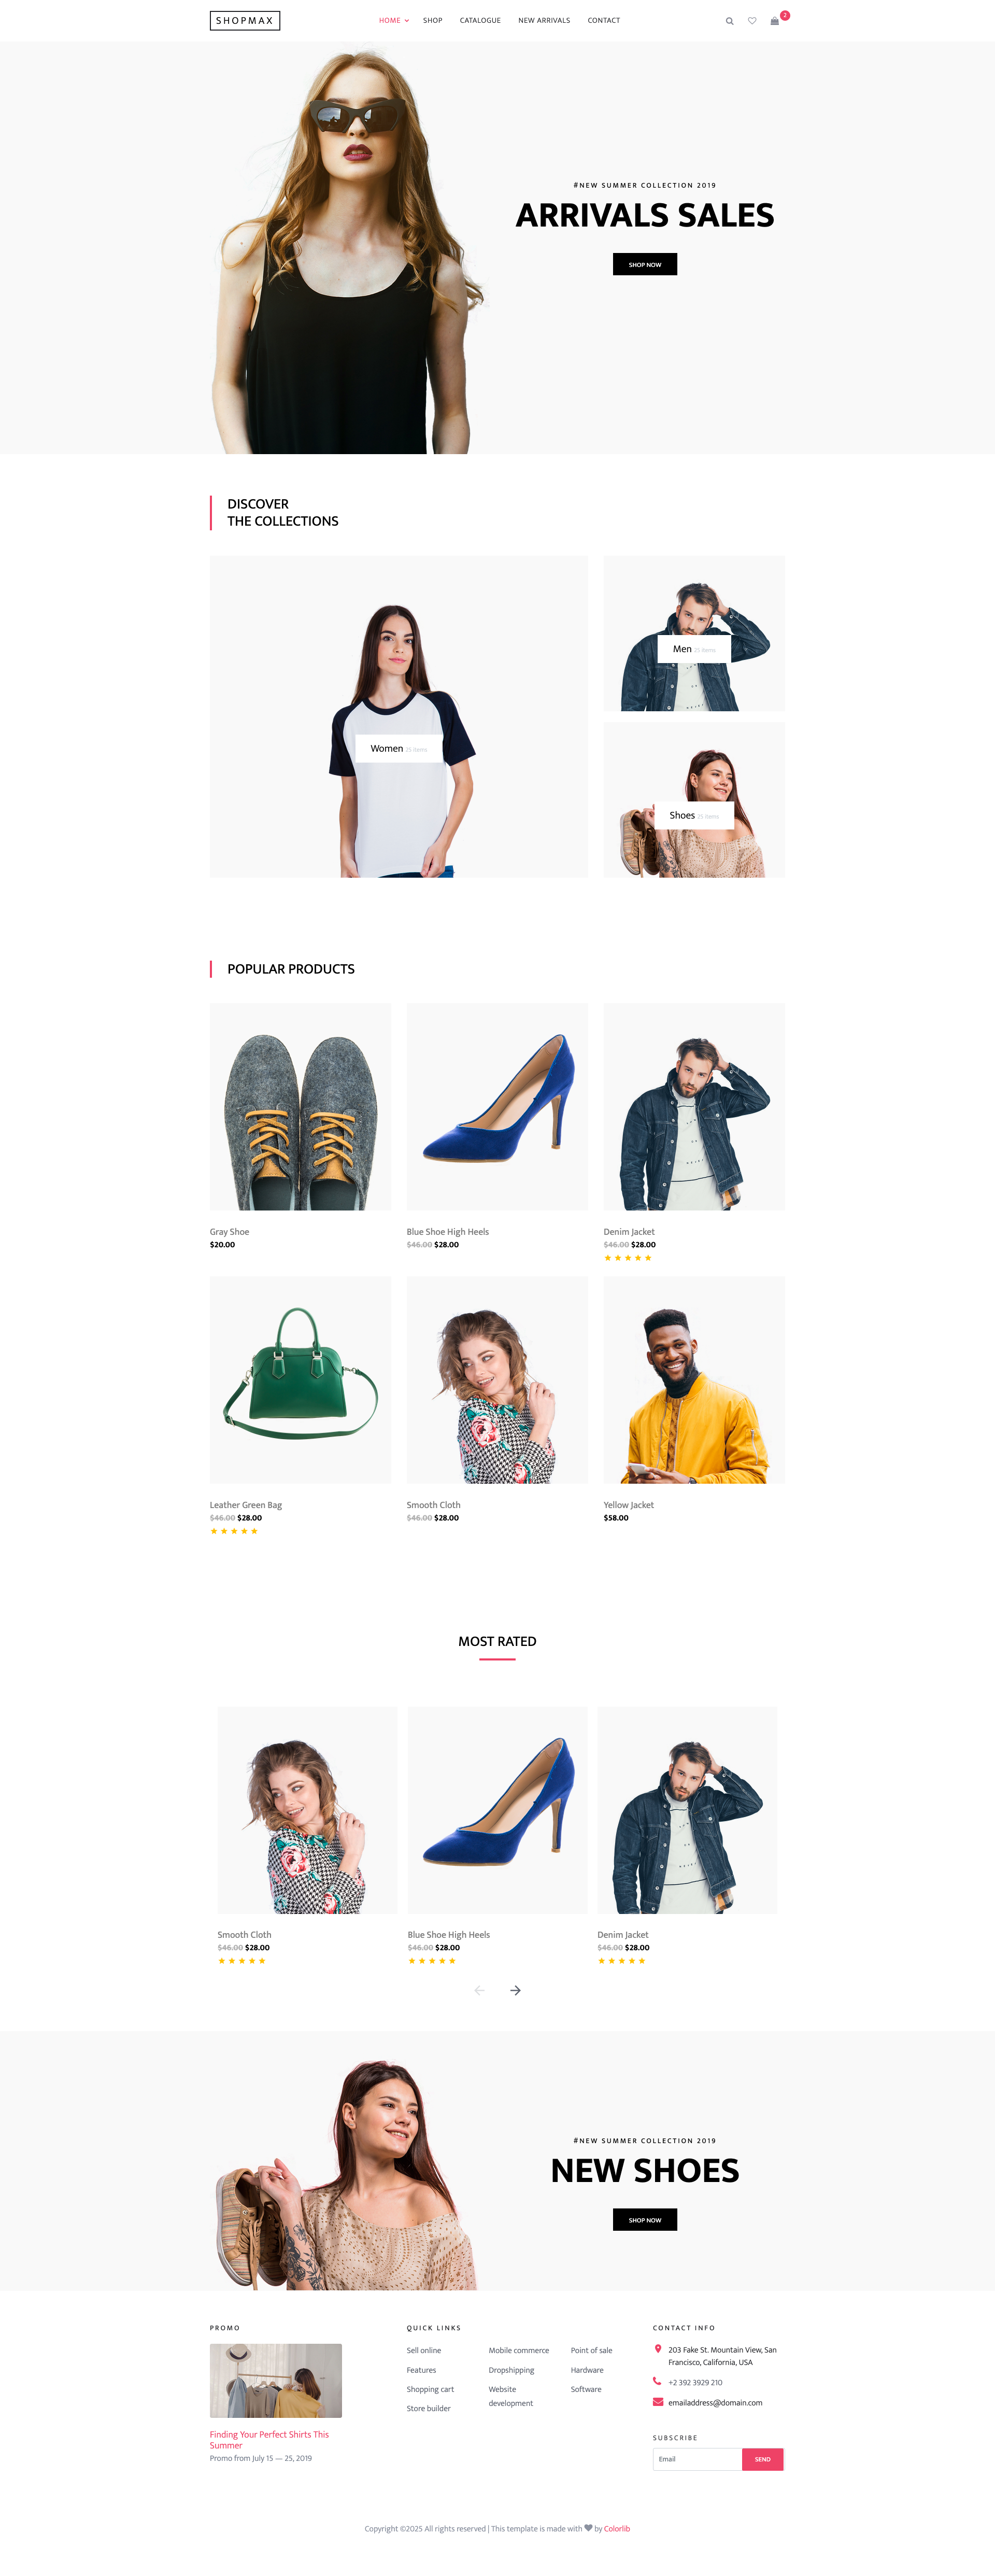 SHOPMAX
HOME SHOP CATALOGUE NEW ARRIVALS CONTACT
2
#NEW SUMMER COLLECTION 2019
ARRIVALS SALES
SHOP NOW
DISCOVER
THE COLLECTIONS
Women 25 items
Men 25 items
Shoes 25 items
POPULAR PRODUCTS
Gray Shoe
$20.00
Blue Shoe High Heels
$46.00 $28.00
Denim Jacket
$46.00 $28.00
Leather Green Bag
$46.00 $28.00
Smooth Cloth
$46.00 $28.00
Yellow Jacket
$58.00
MOST RATED
Smooth Cloth
$46.00 $28.00
Blue Shoe High Heels
$46.00 $28.00
Denim Jacket
$46.00 $28.00
#NEW SUMMER COLLECTION 2019
NEW SHOES
SHOP NOW
PROMO
Finding Your Perfect Shirts This
Summer
Promo from July 15 — 25, 2019
QUICK LINKS
Sell online
Features
Shopping cart
Store builder
Mobile commerce
Dropshipping
Website
development
Point of sale
Hardware
Software
CONTACT INFO
203 Fake St. Mountain View, San
Francisco, California, USA
+2 392 3929 210
emailaddress@domain.com
SUBSCRIBE
Email
SEND
Copyright ©2025 All rights reserved | This template is made with by Colorlib